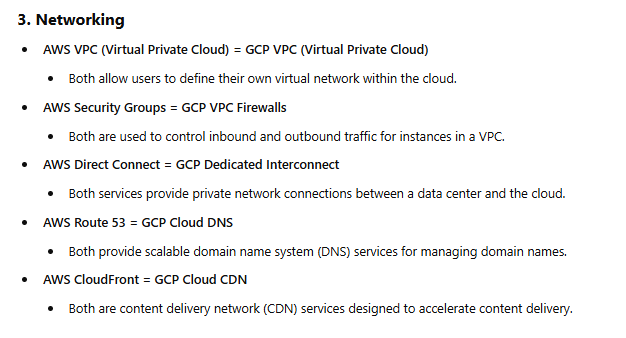 3. Networking
• AWS VPC (Virtual Private Cloud) = GCP VPC (Virtual Private Cloud)
• Both allow users to define their own virtual network within the cloud.
• AWS Security Groups = GCP VPC Firewalls
• Both are used to control inbound and outbound traffic for instances in a VPC.
• AWS Direct Connect = GCP Dedicated Interconnect
• Both services provide private network connections between a data center and the cloud.
• AWS Route 53 = GCP Cloud DNS
• Both provide scalable domain name system (DNS) services for managing domain names.
• AWS CloudFront = GCP Cloud CDN
• Both are content delivery network (CDN) services designed to accelerate content delivery.